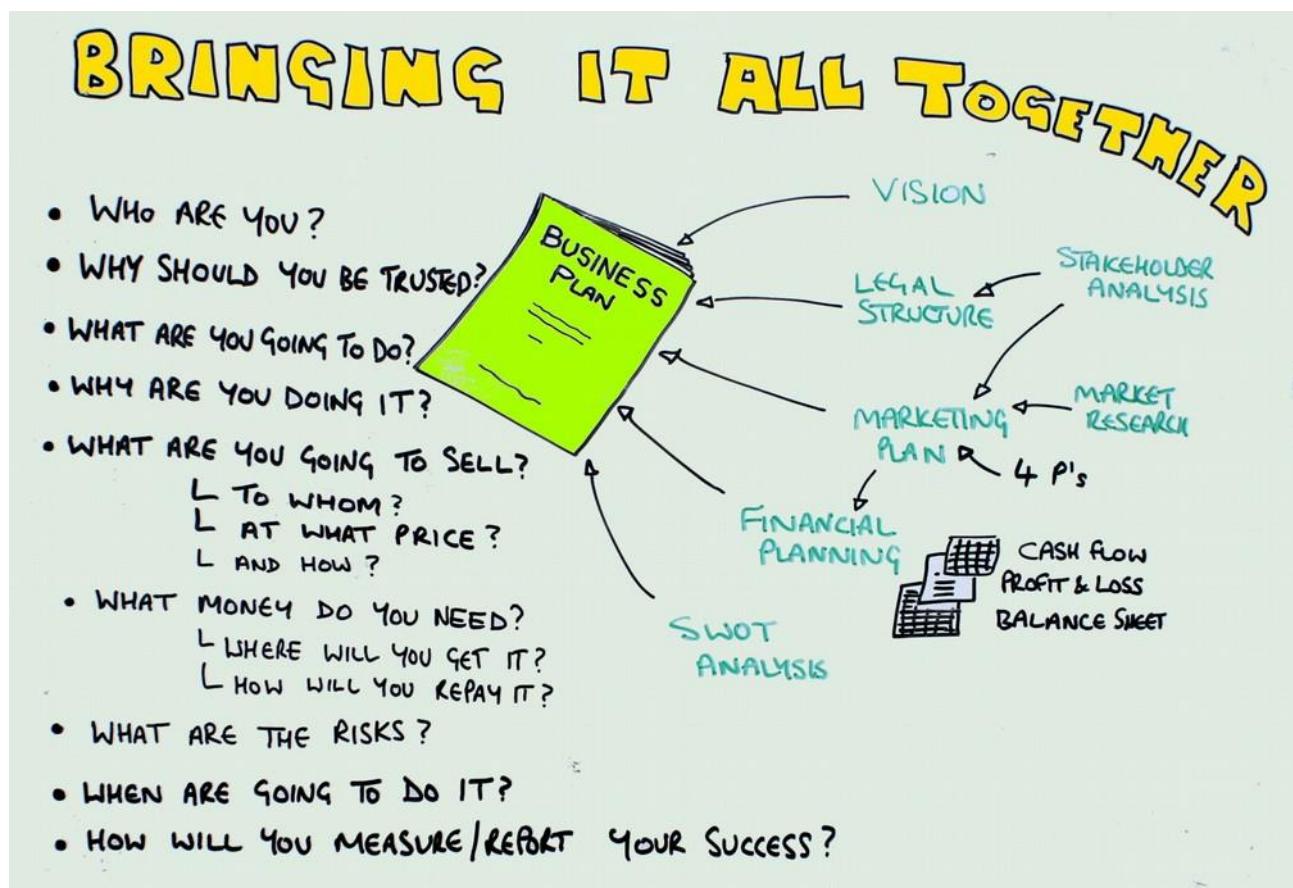 BRINGING IT ALL TOGETHER
• WHO ARE YOU?
• WHY SHOULD YOU BE TRUSTED?
• WHAT ARE YOU GOING TO DO?
• WHY ARE YOU DOING IT?
• WHAT ARE YOU GOING TO SELL?
L TO WHOM?
L AT WHAT PRICE?
L AND HOW?
• WHAT MONEY DO YOU NEED?
L WHERE WILL YOU GET IT?
L HOW WILL YOU REPAY IT?
• WHAT ARE THE RISKS?
• WHEN ARE GOING TO DO IT?
• HOW WILL YOU MEASURE/REPORT YOUR SUCCESS?
BUSINESS
PLAN
VISION
LEGAL
STRUCTURE
STAKEHOLDER
ANALYSIS
MARKETING
PLAN
MARKET
RESEARCH
4 P's
FINANCIAL
PLANNING
CASH FLOW
PROFIT & LOSS
BALANCE SHEET
SWOT
ANALYSIS